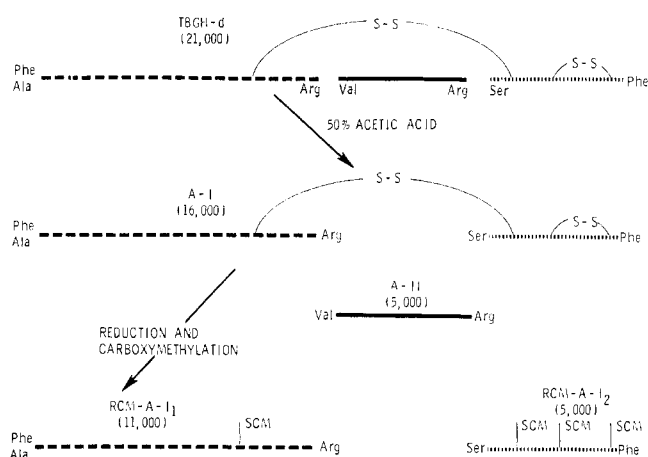 TBGH-d
(21,000)
S-S
Phe
Ala
Arg
Val
Arg
Ser
S-S
Phe
50% ACETIC ACID
A-I
(16,000)
S-S
Phe
Ala
Arg
Ser
S-S
Phe
A-II
(5,000)
Val
Arg
REDUCTION AND
CARBOXYMETHYLATION
RCM-A-I1
(11,000)
SCM
Phe
Ala
Arg
RCM-A-I2
(5,000)
SCM
SCM
SCM
Ser
Phe